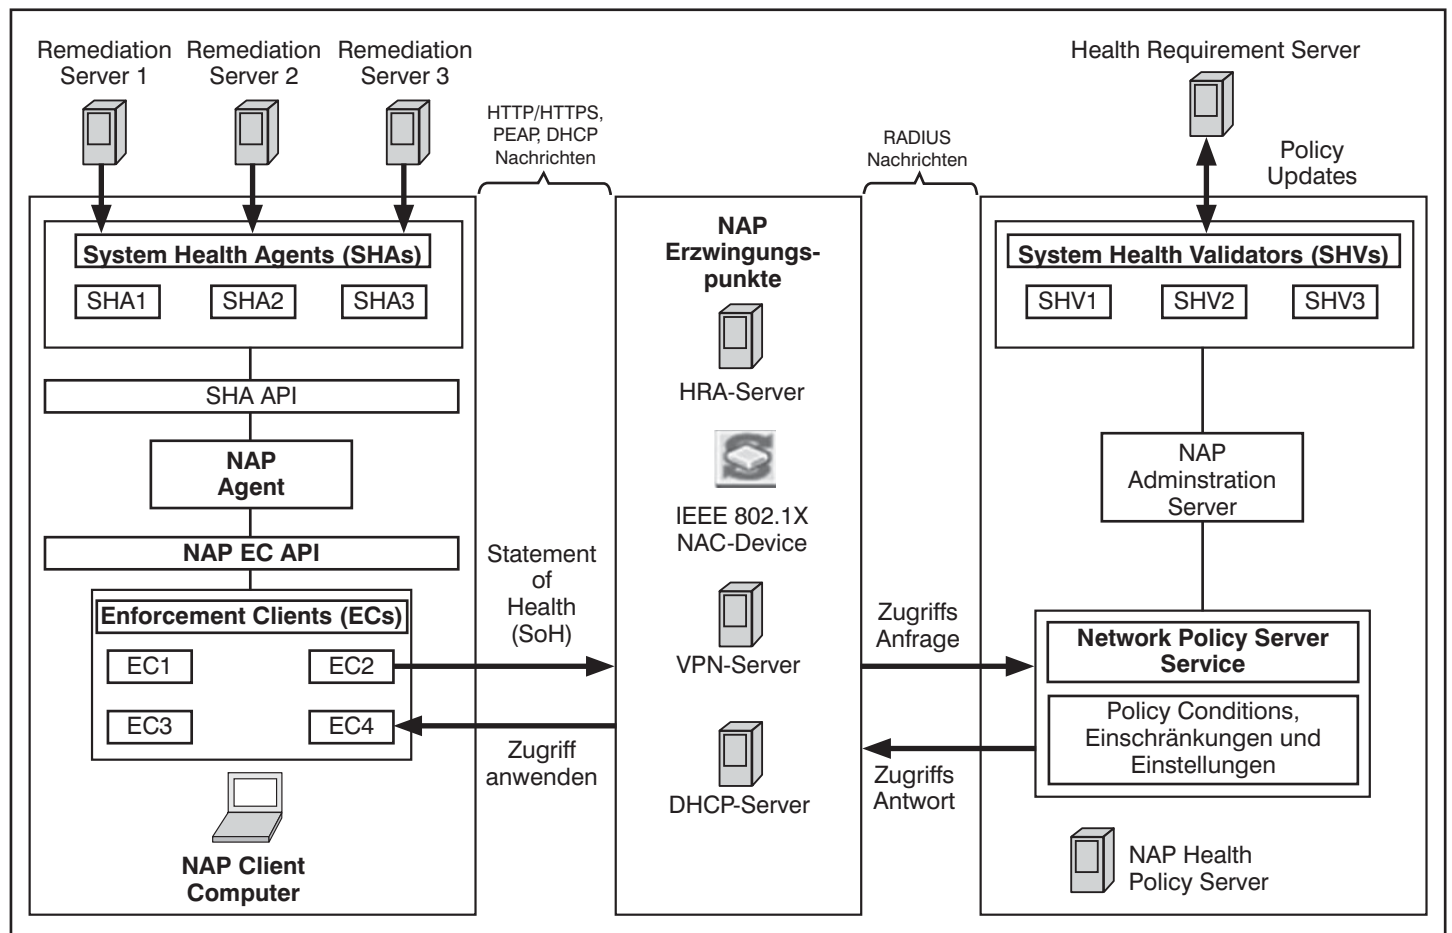 Remediation
Server 1
Remediation
Server 2
Remediation
Server 3
HTTP/HTTPS,
PEAP, DHCP
Nachrichten
RADIUS
Nachrichten
Health Requirement Server
Policy
Updates
System Health Agents (SHAs)
SHA1
SHA2
SHA3
SHA API
NAP
Agent
NAP EC API
Enforcement Clients (ECs)
EC1
EC2
EC3
EC4
NAP Client
Computer
Statement
of
Health
(SoH)
Zugriff
anwenden
NAP
Erzwingungs-
punkte
HRA-Server
IEEE 802.1X
NAC-Device
VPN-Server
DHCP-Server
Zugriffs
Anfrage
Zugriffs
Antwort
System Health Validators (SHVs)
SHV1
SHV2
SHV3
NAP
Adminstration
Server
Network Policy Server
Service
Policy Conditions,
Einschränkungen und
Einstellungen
NAP Health
Policy Server